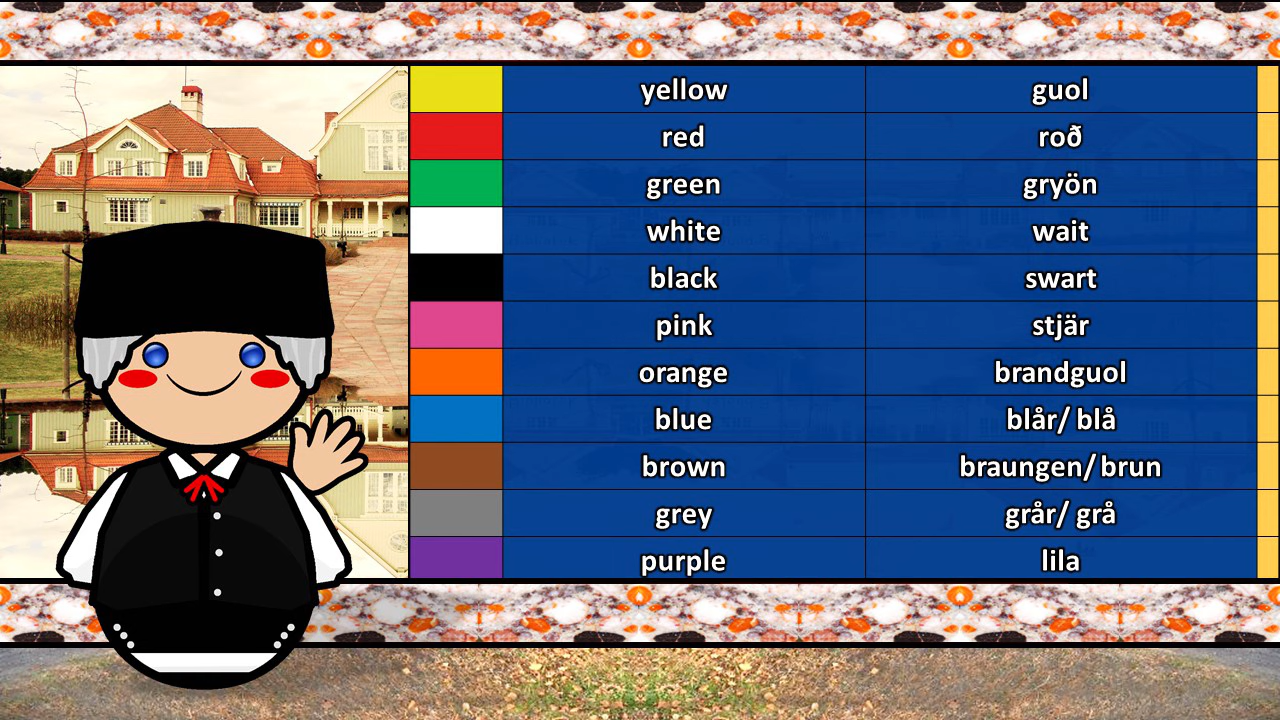 yellow guol
red roð
green gryön
white wait
black swart
pink stjär
orange brandguol
blue blår/ blå
brown braungen/ brun
grey grår/ grå
purple lila